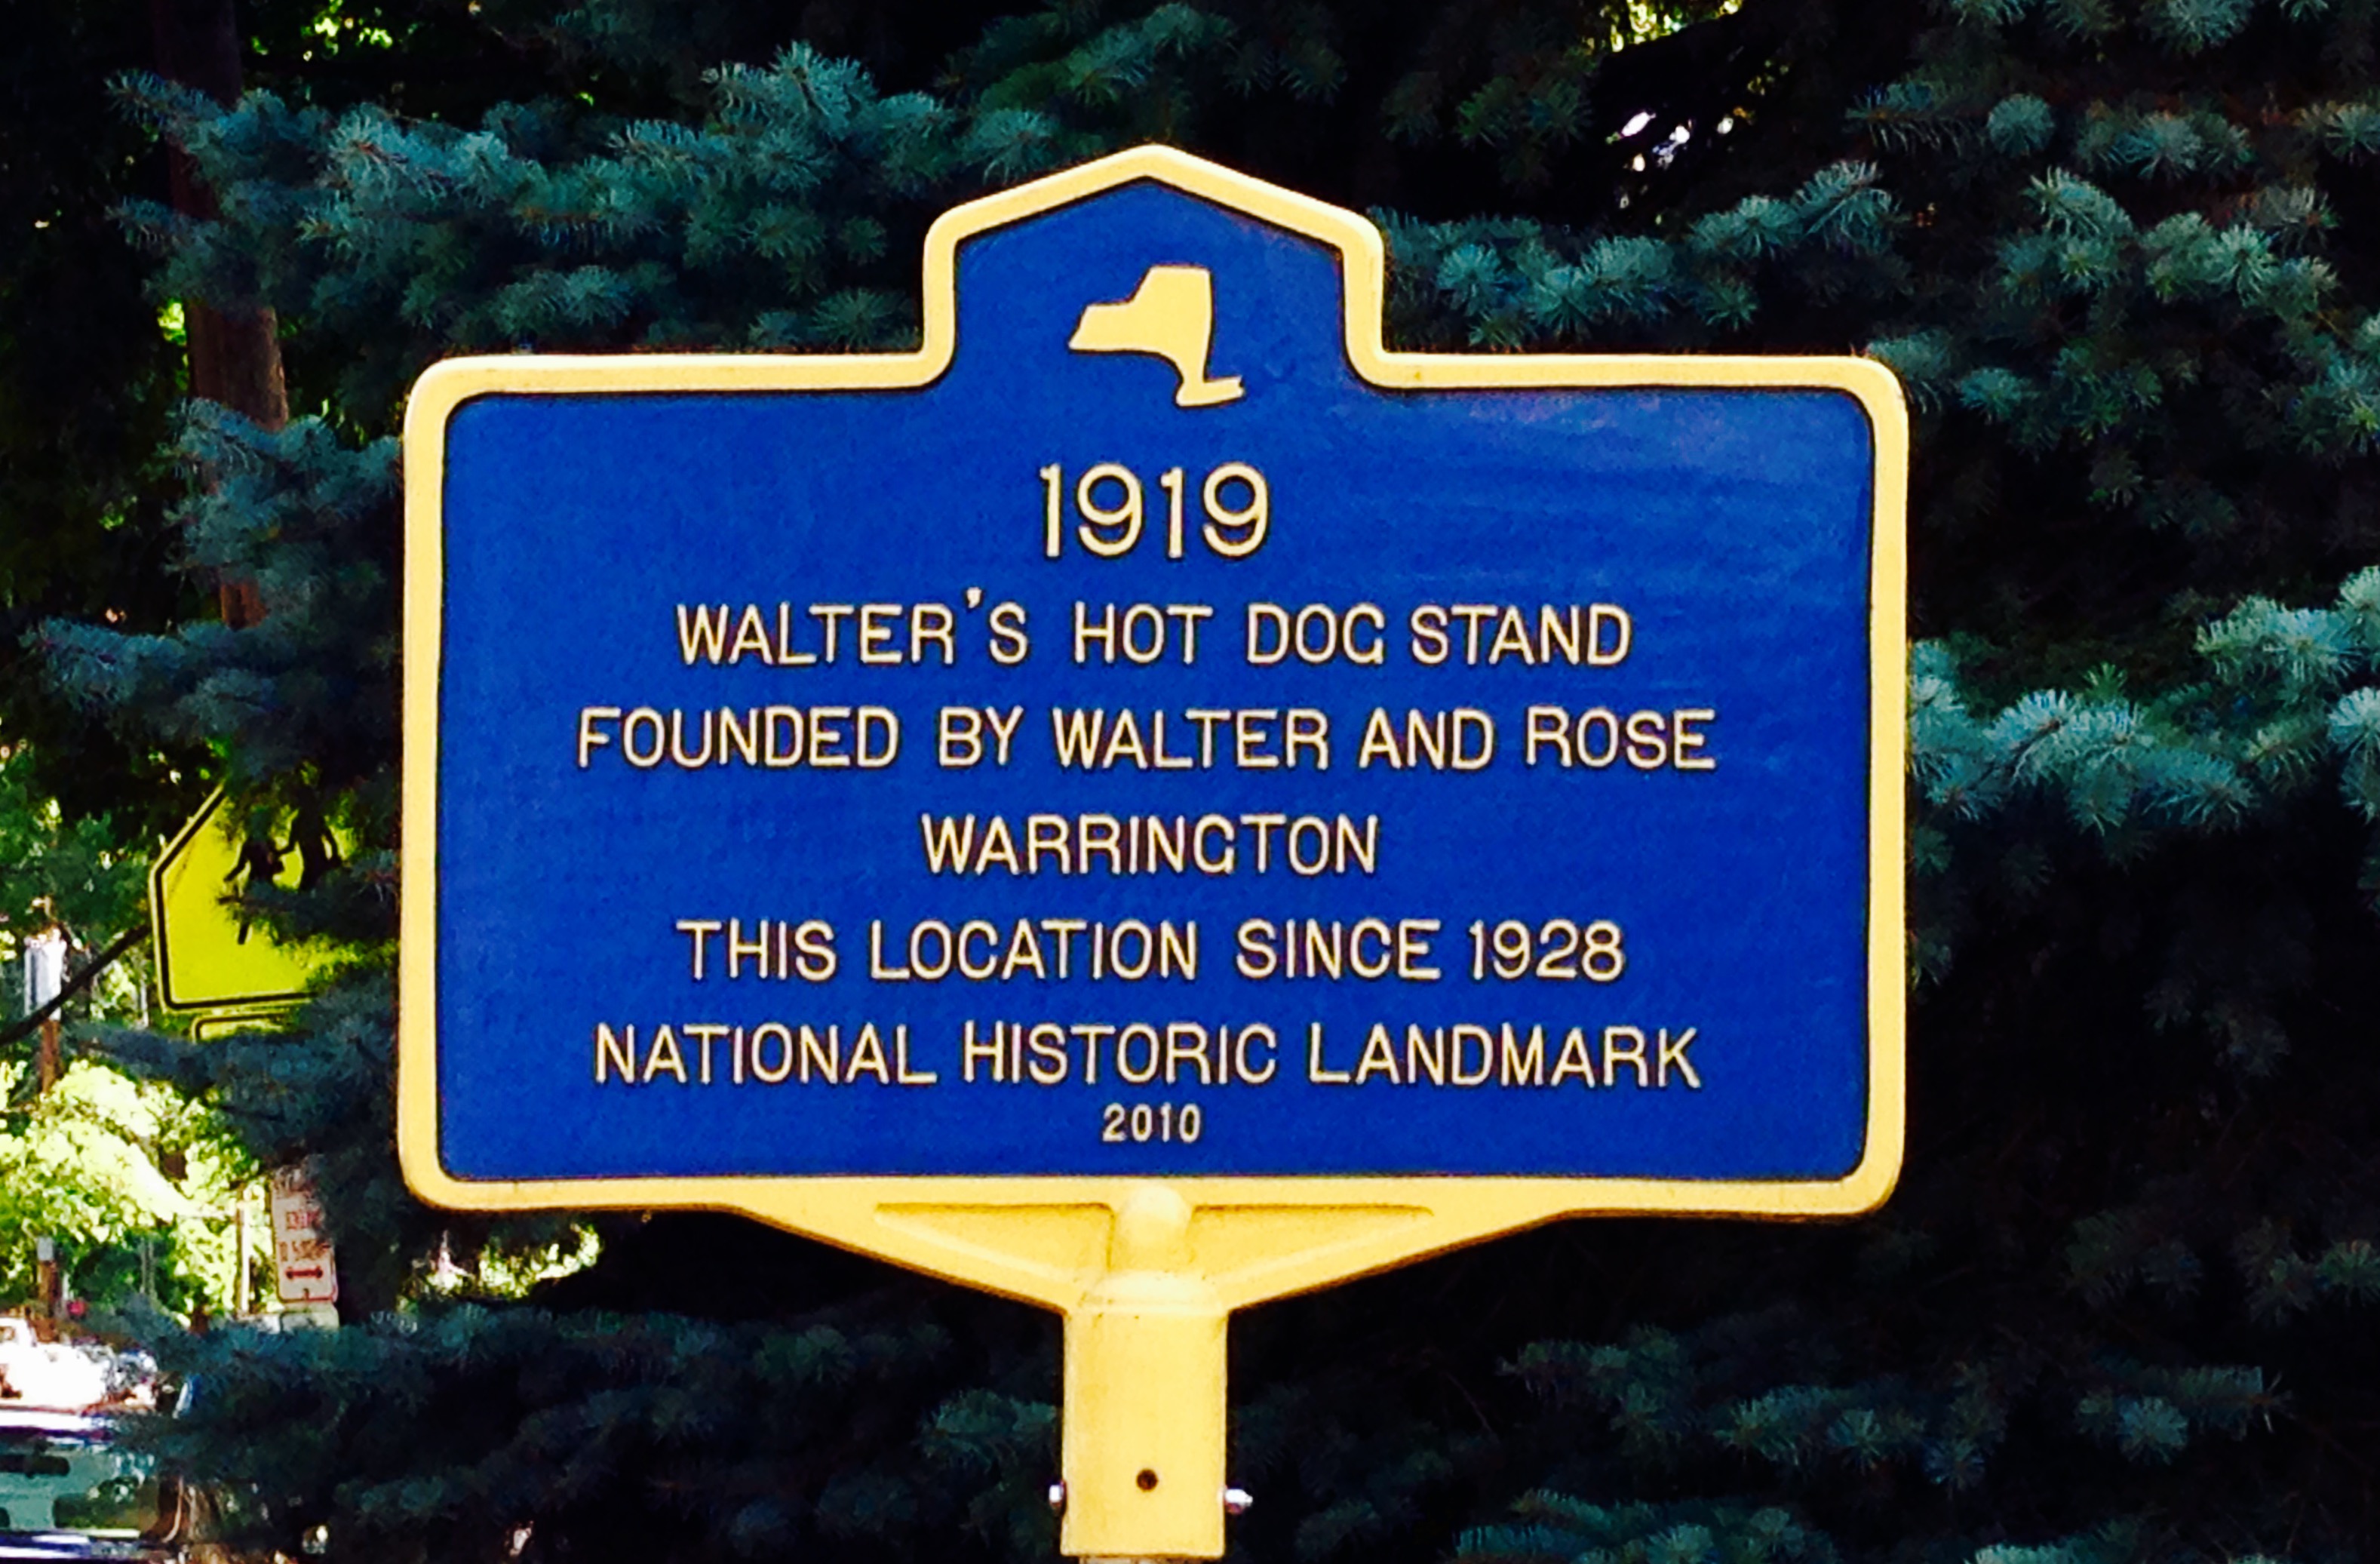 1919
WALTER'S HOT DOG STAND
FOUNDED BY WALTER AND ROSE
WARRINGTON
THIS LOCATION SINCE 1928
NATIONAL HISTORIC LANDMARK
2010